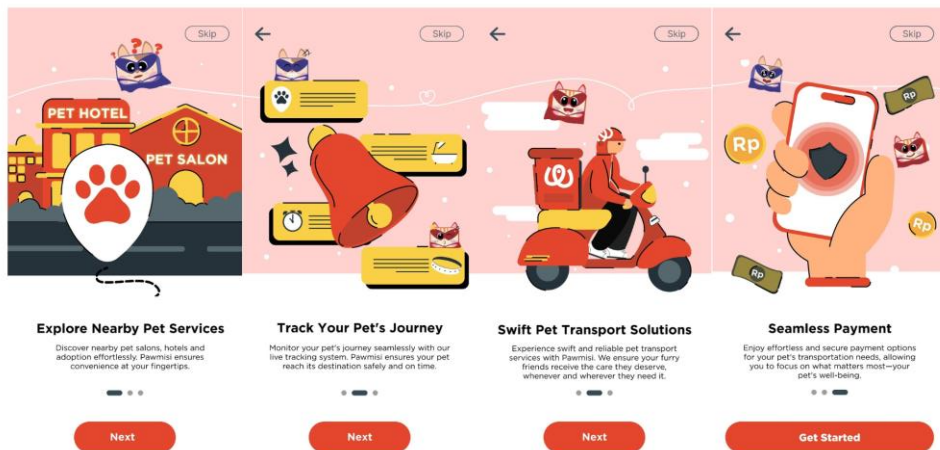 Skip
PET HOTEL
PET SALON
Explore Nearby Pet Services
Discover nearby pet salons, hotels and
adoption effortlessly. Pawmisi ensures
convenience at your fingertips.
Next
Skip
Track Your Pet's Journey
Monitor your pet's journey seamlessly with our
live tracking system. Pawmisi ensures your pet
reach its destination safely and on time.
Next
Skip
Swift Pet Transport Solutions
Experience swift and reliable pet transport
services with Pawmisi. We ensure your furry
friends receive the care they deserve,
whenever and wherever they need it.
Next
Skip
Rp
Rp
Rp
Rp
Seamless Payment
Enjoy effortless and secure payment options
for your pet's transportation needs, allowing
you to focus on what matters most—your
pet's well-being.
Get Started